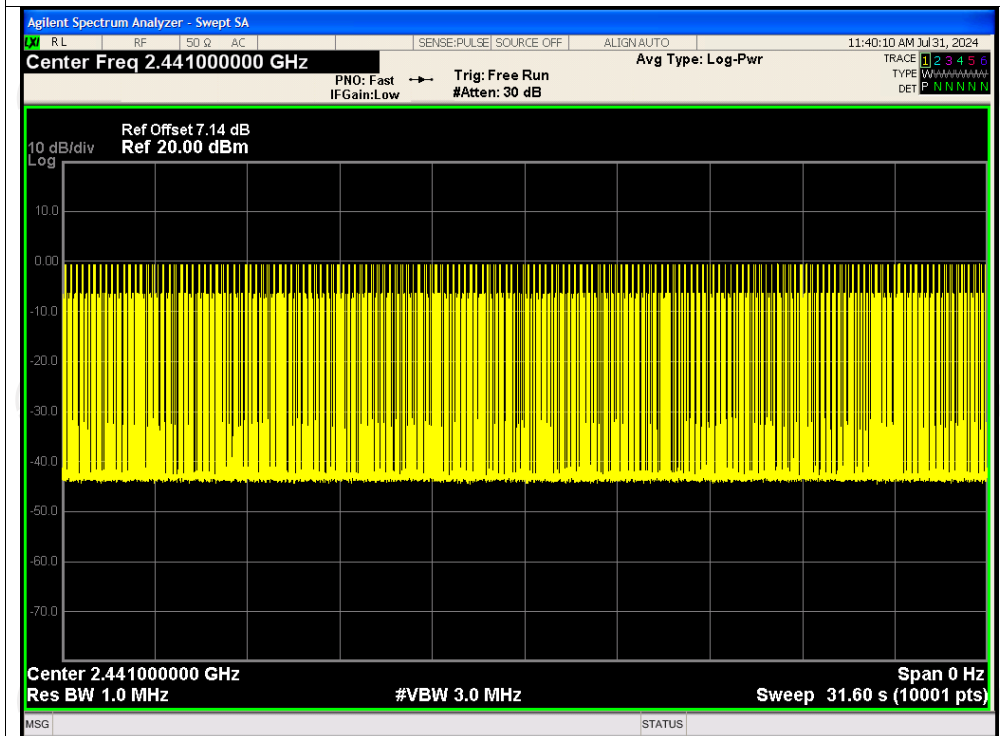 Agilent Spectrum Analyzer - Swept SA
LXI RL RF 50 Ω AC SENSE:PULSE SOURCE OFF ALIGN AUTO 11:40:10 AM Jul 31, 2024
Center Freq 2.441000000 GHz Avg Type: Log-Pwr TRACE 1 2 3 4 5 6
PNO: Fast Trig: Free Run TYPE W
IFGain:Low #Atten: 30 dB DET P N N N N N
Ref Offset 7.14 dB
10 dB/div Ref 20.00 dBm
Log
10.0
0.00
-10.0
-20.0
-30.0
-40.0
-50.0
-60.0
-70.0
Center 2.441000000 GHz Span 0 Hz
Res BW 1.0 MHz #VBW 3.0 MHz Sweep 31.60 s (10001 pts)
MSG STATUS